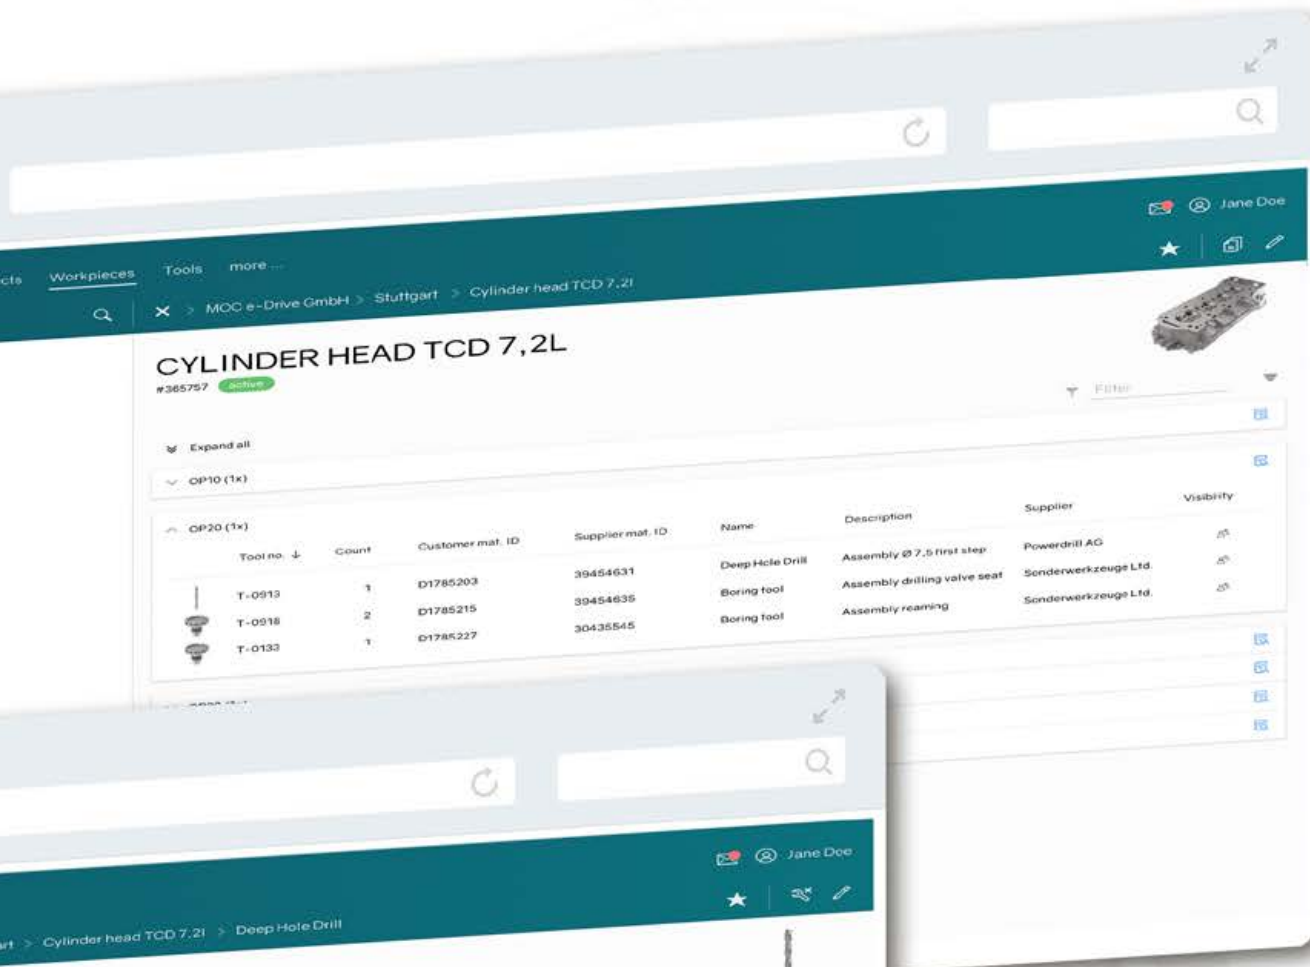 Jane Doe
Workpieces Tools more ...
MOC e-Drive GmbH > Stuttgart > Cylinder head TCD 7,2l
CYLINDER HEAD TCD 7,2L
#365757 active
Filter
Expand all
OP10 (1x)
OP20 (1x)
Tool no. ↓ Count Customer mat. ID Supplier mat. ID Name Description Supplier Visibility
T-0913 1 D1785203 39454631 Deep Hole Drill Assembly Ø 7,5 first step Powerdrill AG
T-0918 2 D1785215 39454635 Boring tool Assembly drilling valve seat Sonderwerkzeuge Ltd.
T-0133 1 D1785227 30435545 Boring tool Assembly reaming Sonderwerkzeuge Ltd.
Jane Doe
> Cylinder head TCD 7,2l > Deep Hole Drill